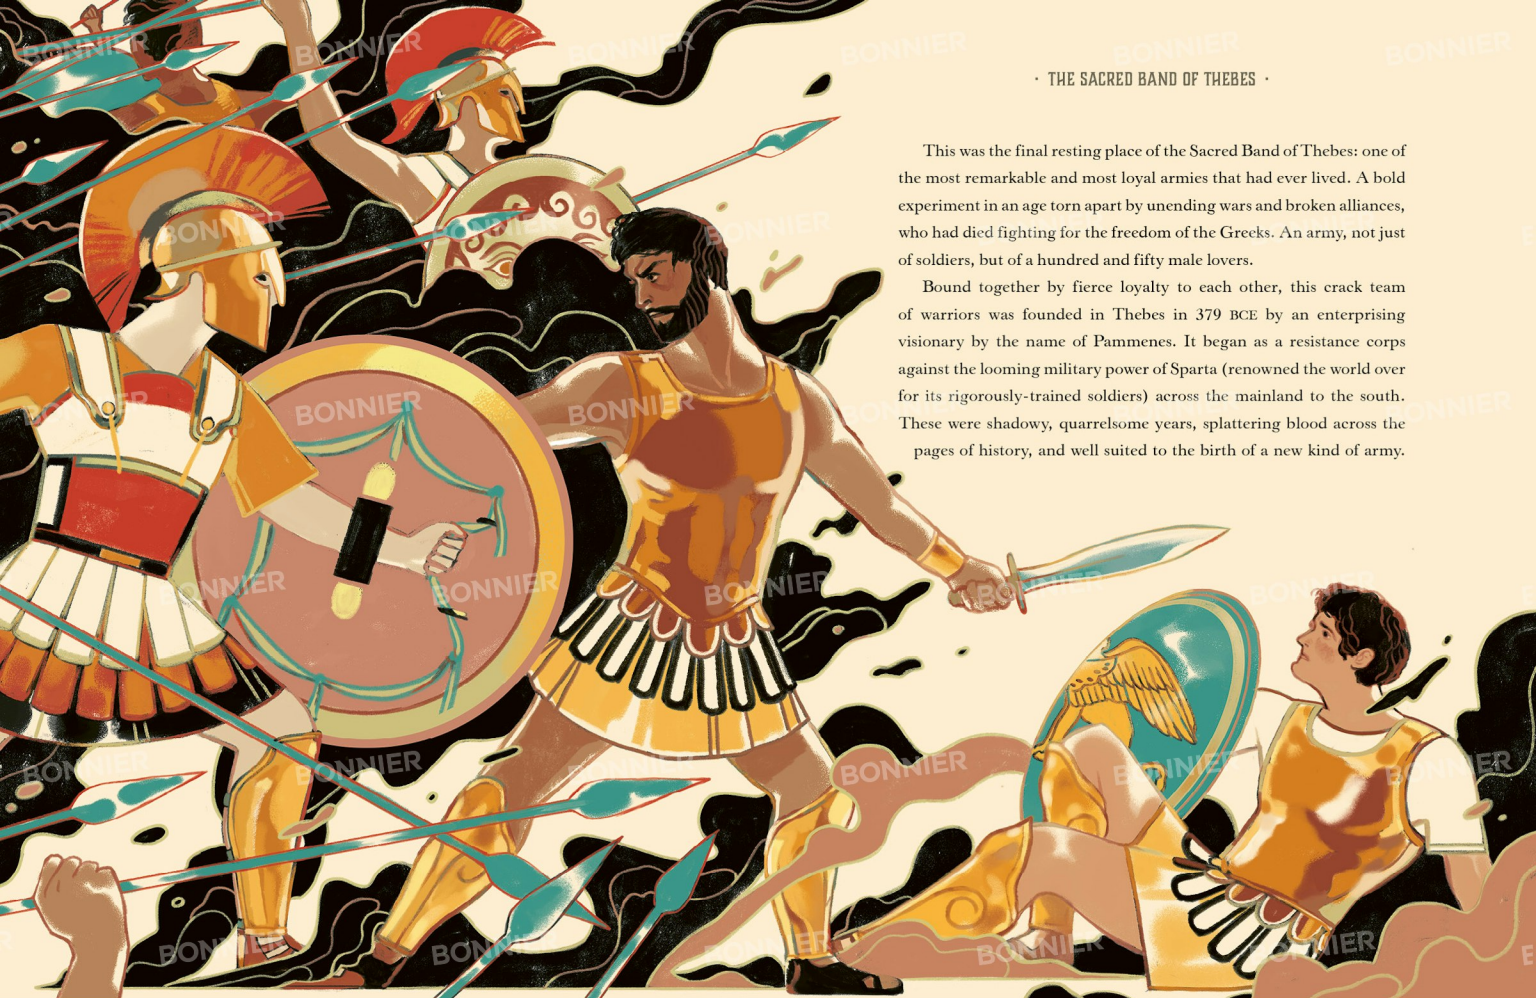 · THE SACRED BAND OF THEBES ·
This was the final resting place of the Sacred Band of Thebes: one of
the most remarkable and most loyal armies that had ever lived. A bold
experiment in an age torn apart by unending wars and broken alliances,
who had died fighting for the freedom of the Greeks. An army, not just
of soldiers, but of a hundred and fifty male lovers.
Bound together by fierce loyalty to each other, this crack team
of warriors was founded in Thebes in 379 BCE by an enterprising
visionary by the name of Pammenes. It began as a resistance corps
against the looming military power of Sparta (renowned the world over
for its rigorously-trained soldiers) across the mainland to the south.
These were shadowy, quarrelsome years, splattering blood across the
pages of history, and well suited to the birth of a new kind of army.
BONNIER